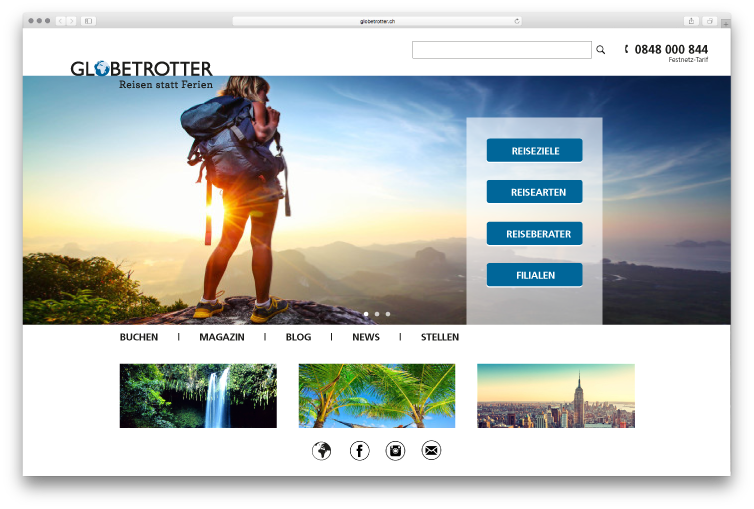 globetrotter.ch
0848 000 844
Festnetz-Tarif
GLOBETROTTER
Reisen statt Ferien
REISEZIELE
REISEARTEN
REISEBERATER
FILIALEN
BUCHEN | MAGAZIN | BLOG | NEWS | STELLEN